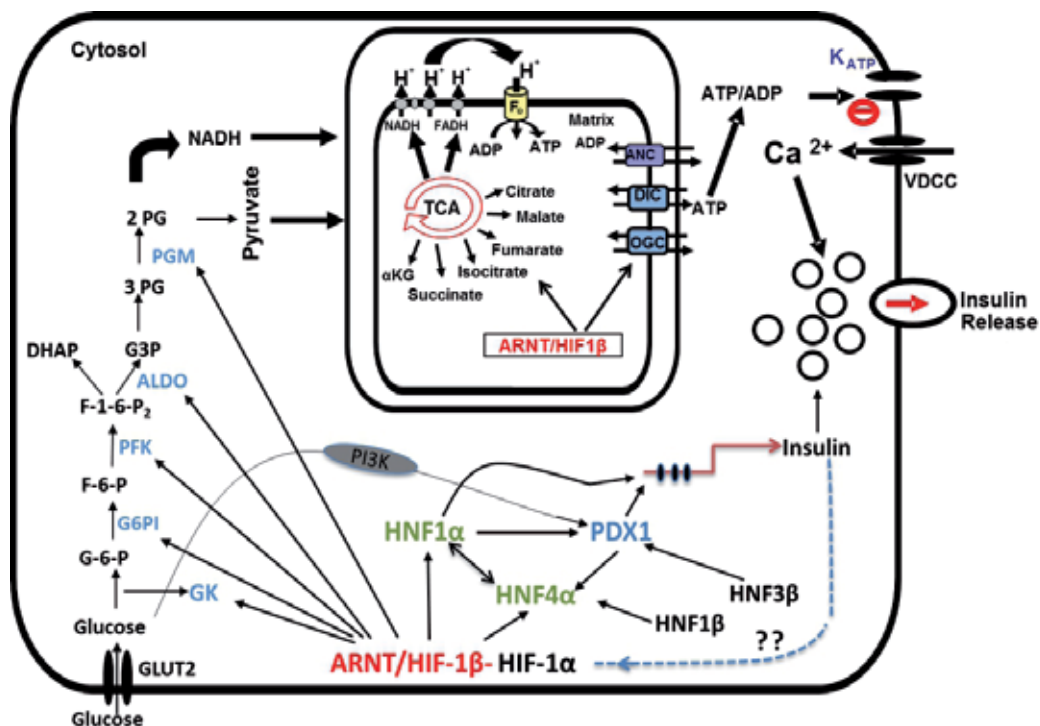 Cytosol
H+ H+ H+
H+
F0
NADH FADH
ADP
ATP
Matrix
ADP
ANC
DIC
OGC
ATP
TCA
Citrate
Malate
Fumarate
Isocitrate
Succinate
αKG
ARNT/HIF1β
NADH
Pyruvate
ATP/ADP
KATP
Ca 2+
VDCC
Insulin
Release
2 PG
PGM
3 PG
DHAP
G3P
ALDO
F-1-6-P2
PFK
F-6-P
G6PI
G-6-P
GK
Glucose
GLUT2
Glucose
PI3K
Insulin
HNF1α
PDX1
HNF4α
HNF3β
HNF1β
??
ARNT/HIF-1β-HIF-1α